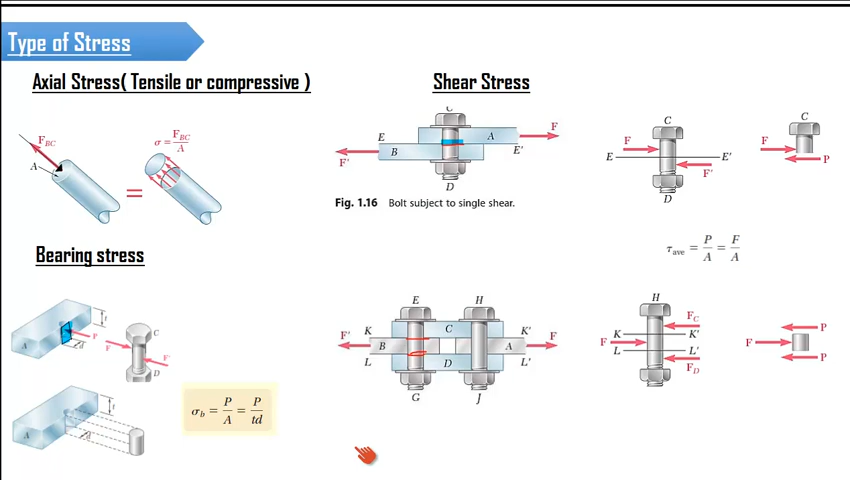 Type of Stress
Axial Stress( Tensile or compressive )
F_BC
A
σ = F_BC / A
=
Shear Stress
C
E
A
F
B
E'
F'
D
Fig. 1.16 Bolt subject to single shear.
C
F
E
E'
F'
D
C
F
P
τ_ave = P / A = F / A
Bearing stress
t
A
P
d
F
C
F'
D
t
A
d
σ_b = P / A = P / td
E
H
F'
K
C
K'
B
A
F
L
D
L'
G
J
H
F_C
K
K'
F
L
L'
F_D
J
P
F
P